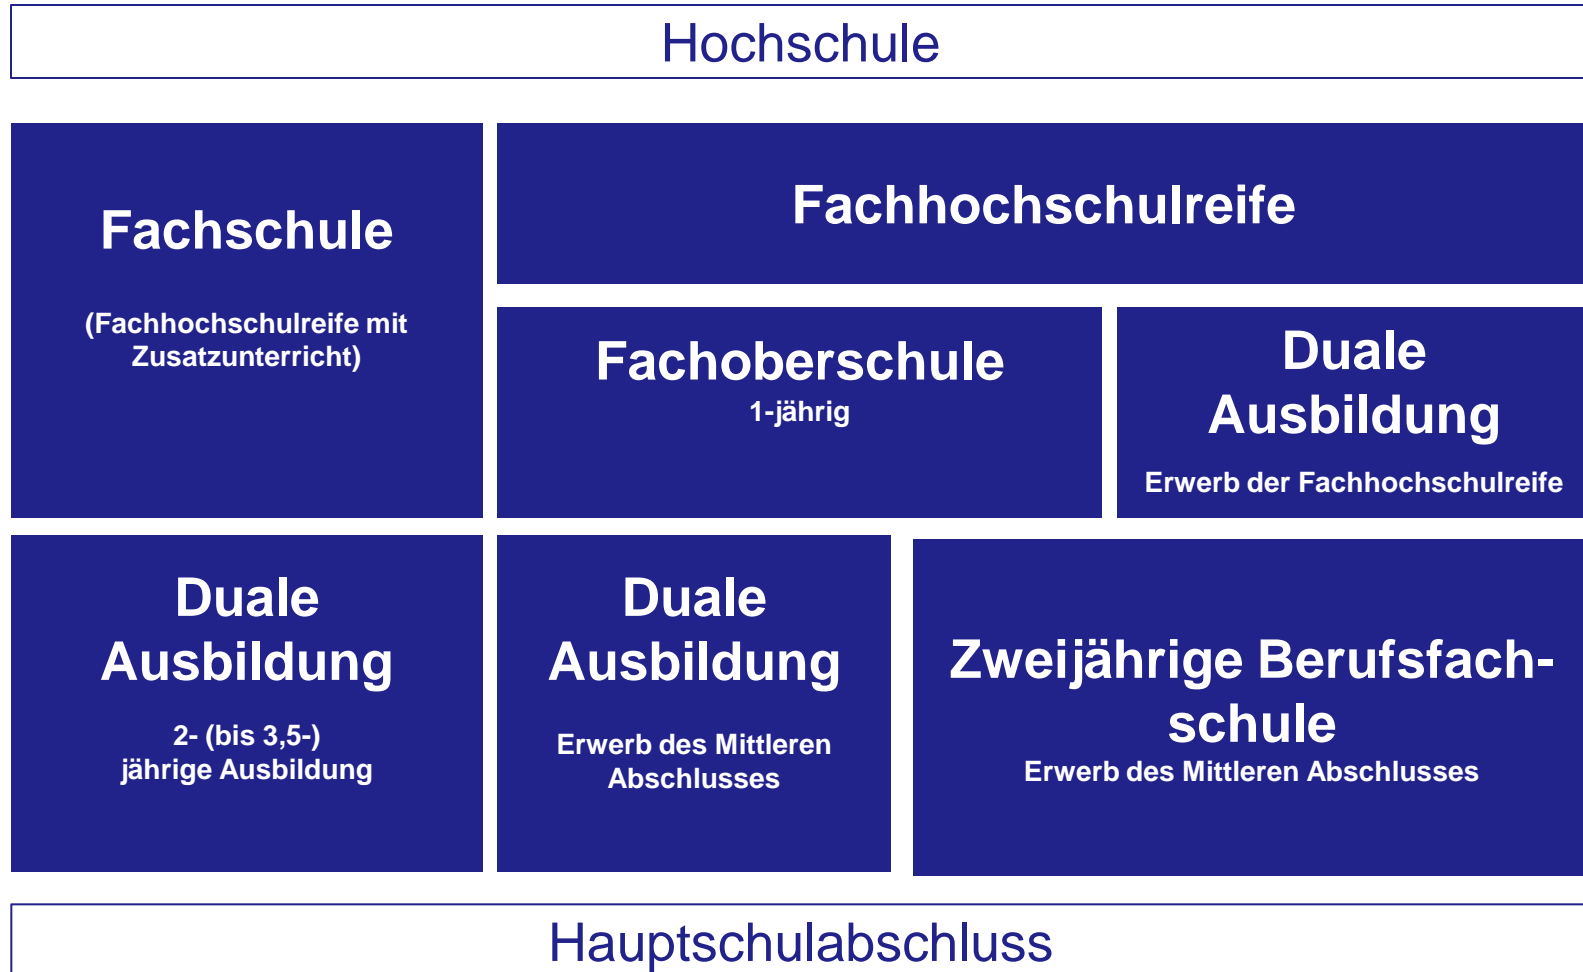 Hochschule
Fachschule
(Fachhochschulreife mit
Zusatzunterricht)
Fachhochschulreife
Fachoberschule
1-jährig
Duale
Ausbildung
Erwerb der Fachhochschulreife
Duale
Ausbildung
2- (bis 3,5-)
jährige Ausbildung
Duale
Ausbildung
Erwerb des Mittleren
Abschlusses
Zweijährige Berufsfach-
schule
Erwerb des Mittleren Abschlusses
Hauptschulabschluss